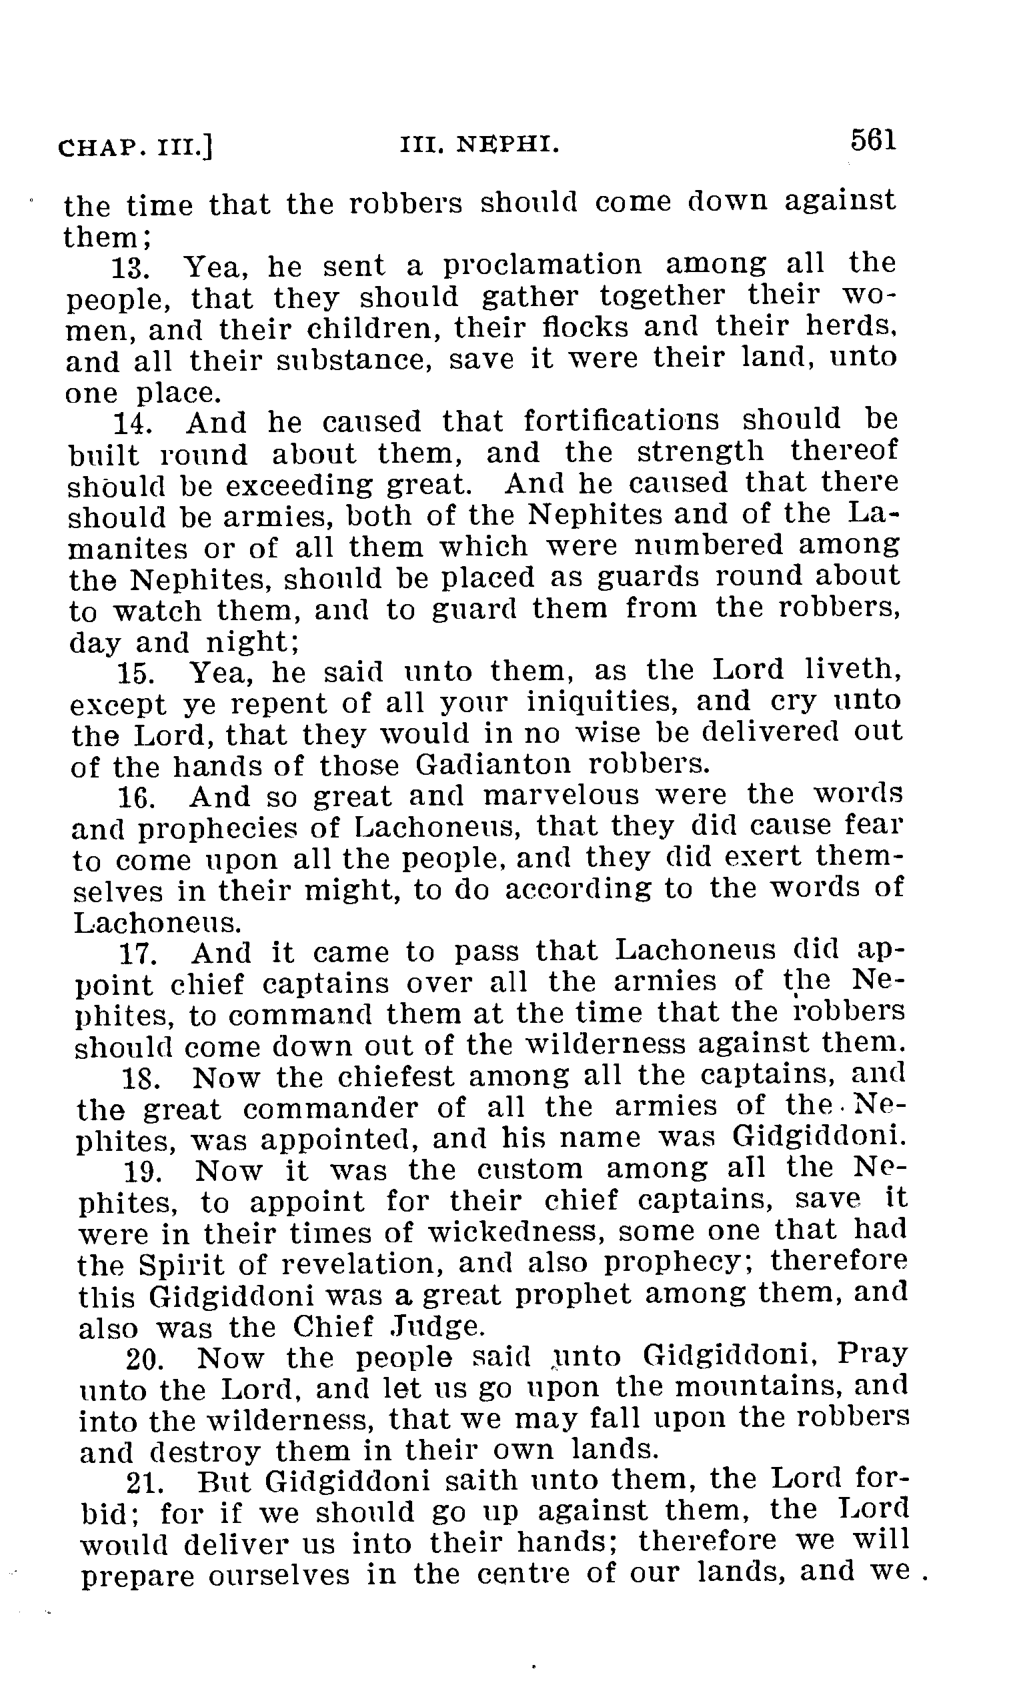 CHAP. III.] III. NEPHI. 561
the time that the robbers should come down against
them;
13. Yea, he sent a proclamation among all the
people, that they should gather together their wo-
men, and their children, their flocks and their herds,
and all their substance, save it were their land, unto
one place.
14. And he caused that fortifications should be
built round about them, and the strength thereof
should be exceeding great. And he caused that there
should be armies, both of the Nephites and of the La-
manites or of all them which were numbered among
the Nephites, should be placed as guards round about
to watch them, and to guard them from the robbers,
day and night;
15. Yea, he said unto them, as the Lord liveth,
except ye repent of all your iniquities, and cry unto
the Lord, that they would in no wise be delivered out
of the hands of those Gadianton robbers.
16. And so great and marvelous were the words
and prophecies of Lachoneus, that they did cause fear
to come upon all the people, and they did exert them-
selves in their might, to do according to the words of
Lachoneus.
17. And it came to pass that Lachoneus did ap-
point chief captains over all the armies of the Ne-
phites, to command them at the time that the robbers
should come down out of the wilderness against them.
18. Now the chiefest among all the captains, and
the great commander of all the armies of the Ne-
phites, was appointed, and his name was Gidgiddoni.
19. Now it was the custom among all the Ne-
phites, to appoint for their chief captains, save it
were in their times of wickedness, some one that had
the Spirit of revelation, and also prophecy; therefore
this Gidgiddoni was a great prophet among them, and
also was the Chief Judge.
20. Now the people said unto Gidgiddoni, Pray
unto the Lord, and let us go upon the mountains, and
into the wilderness, that we may fall upon the robbers
and destroy them in their own lands.
21. But Gidgiddoni saith unto them, the Lord for-
bid; for if we should go up against them, the Lord
would deliver us into their hands; therefore we will
prepare ourselves in the centre of our lands, and we